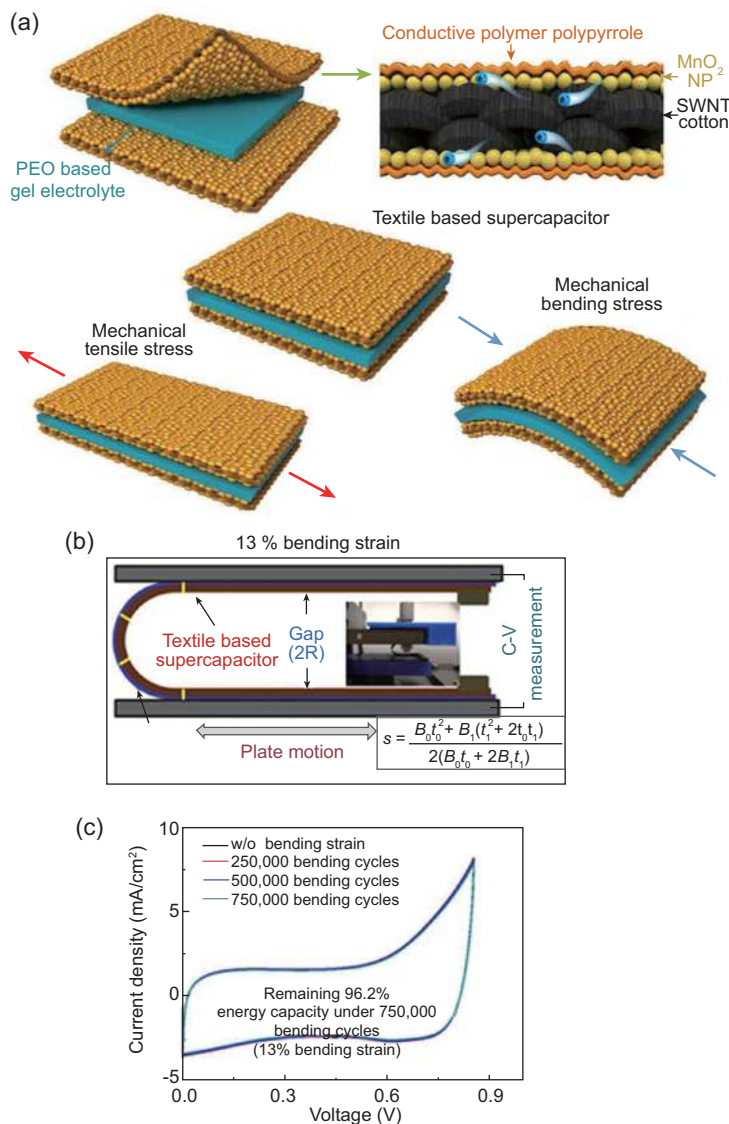 (a)
Conductive polymer polypyrrole
MnO₂
NP
SWNT
cotton
PEO based
gel electrolyte
Textile based supercapacitor
Mechanical
bending stress
Mechanical
tensile stress
(b)
13 % bending strain
Textile based
supercapacitor
Gap
(2R)
C-V
measurement
Plate motion
s = B₀t₀² + B₁(t₁² + 2t₀t₁) / 2(B₀t₀ + 2B₁t₁)
(c)
10
5
0
-5
Current density (mA/cm²)
w/o bending strain
250,000 bending cycles
500,000 bending cycles
750,000 bending cycles
Remaining 96.2%
energy capacity under 750,000
bending cycles
(13% bending strain)
0.0 0.3 0.6 0.9
Voltage (V)